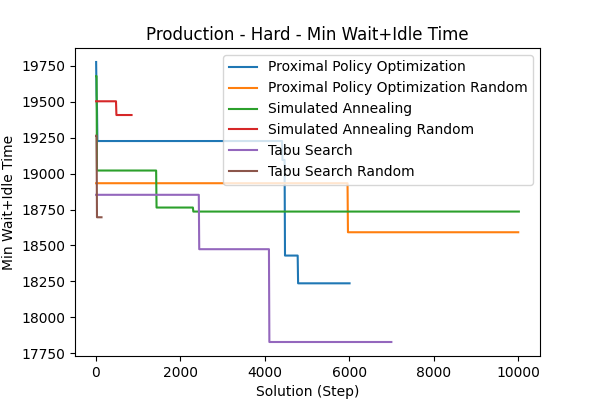 Production - Hard - Min Wait+Idle Time
Min Wait+Idle Time
19750
19500
19250
19000
18750
18500
18250
18000
17750
Proximal Policy Optimization
Proximal Policy Optimization Random
Simulated Annealing
Simulated Annealing Random
Tabu Search
Tabu Search Random
0
2000
4000
6000
8000
10000
Solution (Step)